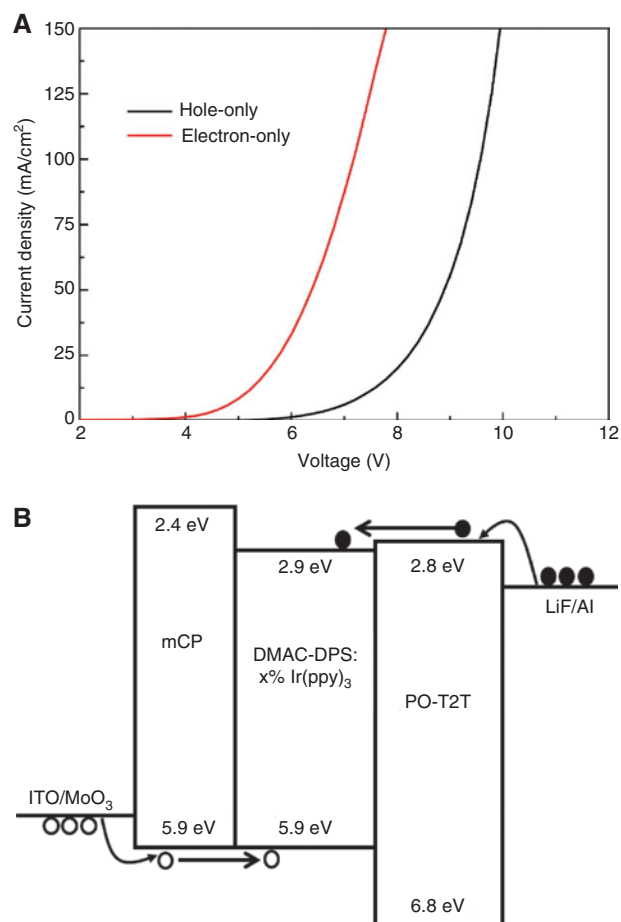 A
150
125
100
75
50
25
0
Current density (mA/cm²)
Hole-only
Electron-only
2 4 6 8 10 12
Voltage (V)
B
2.4 eV
2.9 eV
2.8 eV
LiF/Al
mCP
DMAC-DPS:
x% Ir(ppy)₃
PO-T2T
ITO/MoO₃
5.9 eV
5.9 eV
6.8 eV